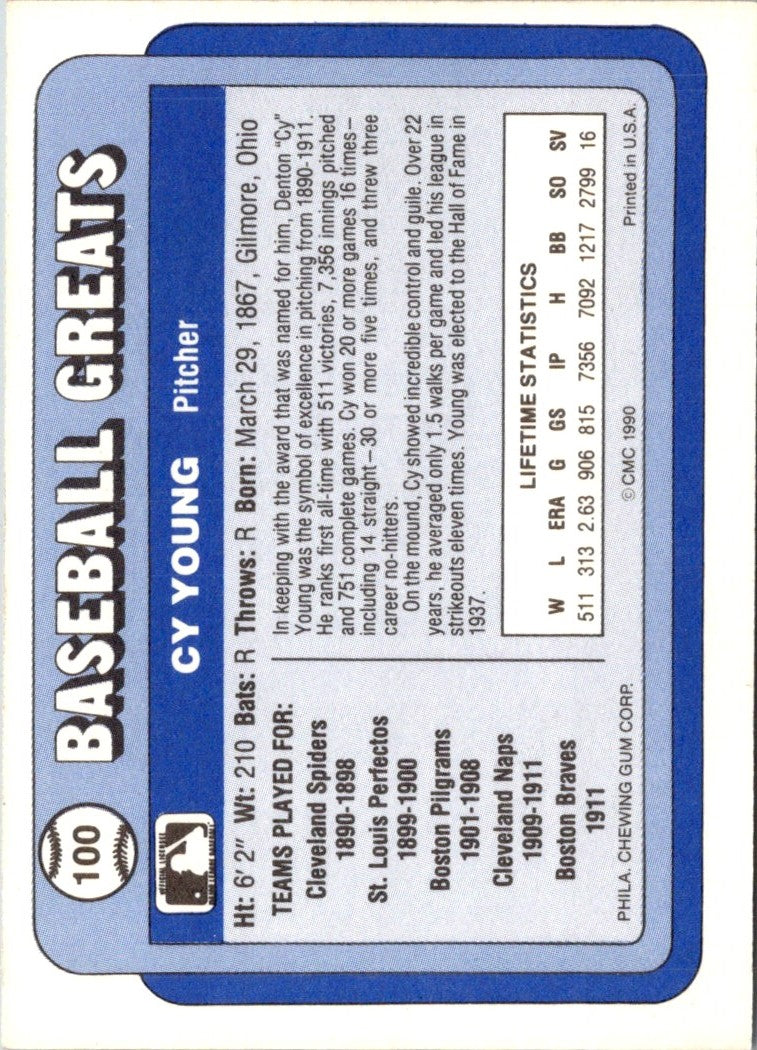 100
BASEBALL GREATS
CY YOUNG Pitcher
Ht: 6' 2" Wt: 210 Bats: R Throws: R Born: March 29, 1867, Gilmore, Ohio
TEAMS PLAYED FOR:
Cleveland Spiders
1890-1898
St. Louis Perfectos
1899-1900
Boston Pilgrams
1901-1908
Cleveland Naps
1909-1911
Boston Braves
1911
In keeping with the award that was named for him, Denton "Cy"
Young was the symbol of excellence in pitching from 1890-1911.
He ranks first all-time with 511 victories, 7,356 innings pitched
and 751 complete games. Cy won 20 or more games 16 times–
including 14 straight–30 or more five times, and threw three
career no-hitters.
On the mound, Cy showed incredible control and guile. Over 22
years, he averaged only 1.5 walks per game and led his league in
strikeouts eleven times. Young was elected to the Hall of Fame in
1937.
LIFETIME STATISTICS
W L ERA G GS IP H BB SO SV
511 313 2.63 906 815 7356 7092 1217 2799 16
PHILA. CHEWING GUM CORP. ©CMC 1990 Printed in U.S.A.